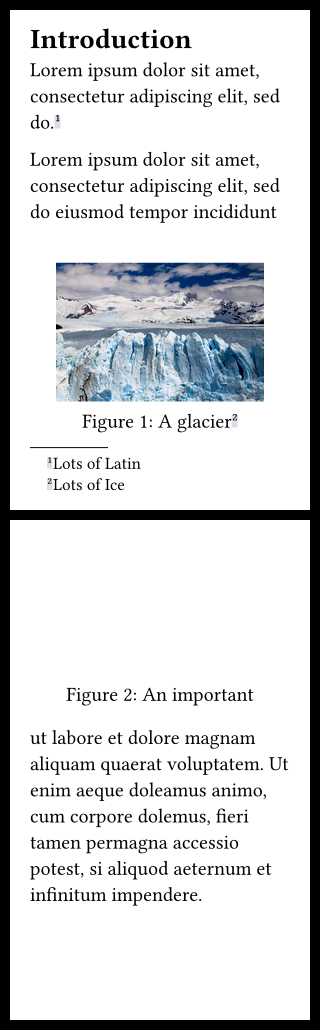 Introduction
Lorem ipsum dolor sit amet,
consectetur adipiscing elit, sed
do.¹
Lorem ipsum dolor sit amet,
consectetur adipiscing elit, sed
do eiusmod tempor incididunt
Figure 1: A glacier²
¹Lots of Latin
²Lots of Ice
Figure 2: An important
ut labore et dolore magnam
aliquam quaerat voluptatem. Ut
enim aeque doleamus animo,
cum corpore dolemus, fieri
tamen permagna accessio
potest, si aliquod aeternum et
infinitum impendere.